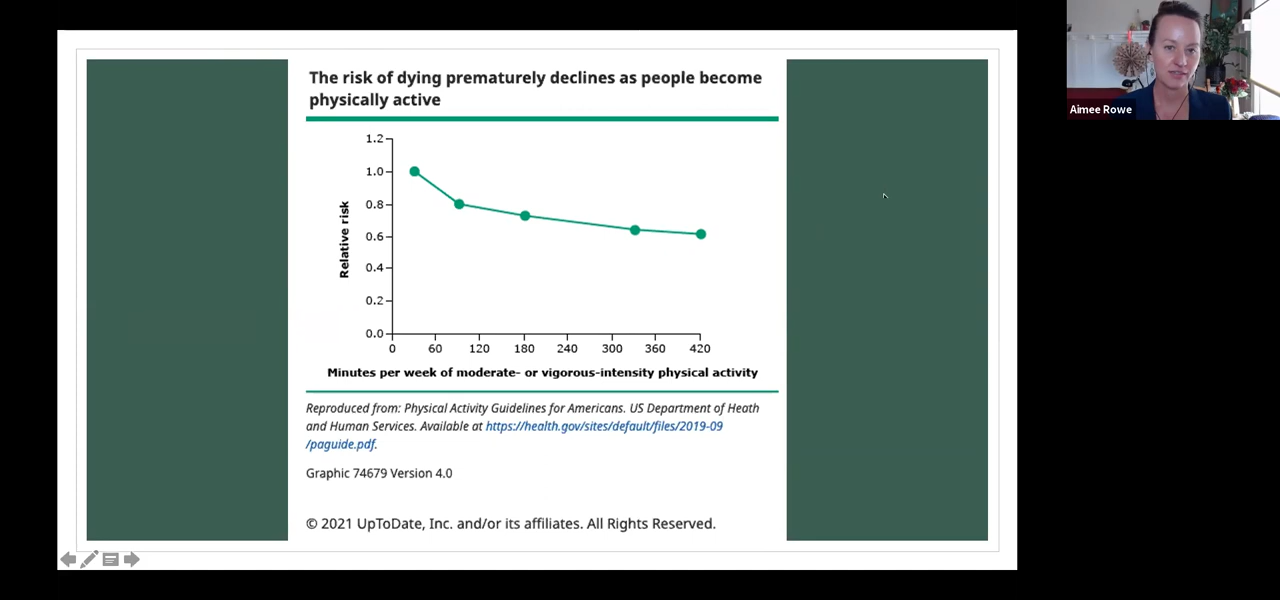 The risk of dying prematurely declines as people become
physically active
1.2
1.0
0.8
0.6
0.4
0.2
0.0
Relative risk
0 60 120 180 240 300 360 420
Minutes per week of moderate- or vigorous-intensity physical activity
Reproduced from: Physical Activity Guidelines for Americans. US Department of Heath
and Human Services. Available at https://health.gov/sites/default/files/2019-09
/paguide.pdf.
Graphic 74679 Version 4.0
© 2021 UpToDate, Inc. and/or its affiliates. All Rights Reserved.
Aimee Rowe